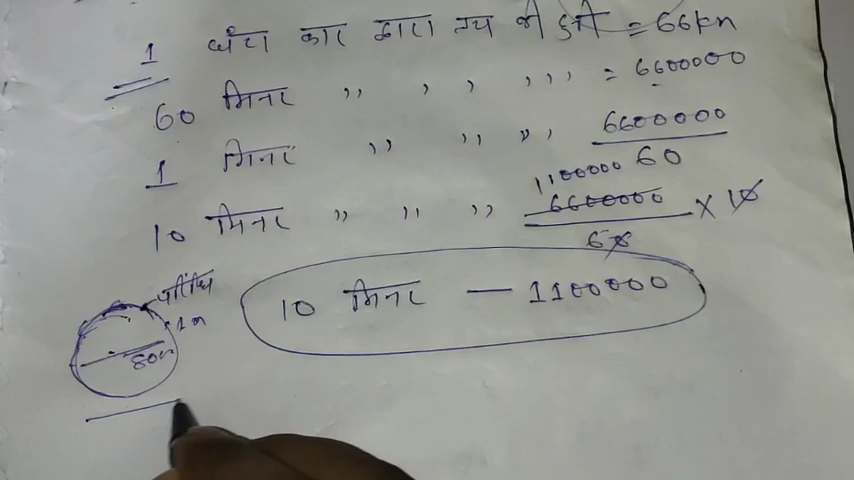 1 घंटा कार द्वारा तय की दूरी = 66km
60 मिनट ,, , , ,,, = 6600000
1 मिनट ,, ,, ,, 6600000
60
1100000
10 मिनट ,, ,, ,, 6600000 × 10
60
परिधि
10 मिनट — 1100000
80cm